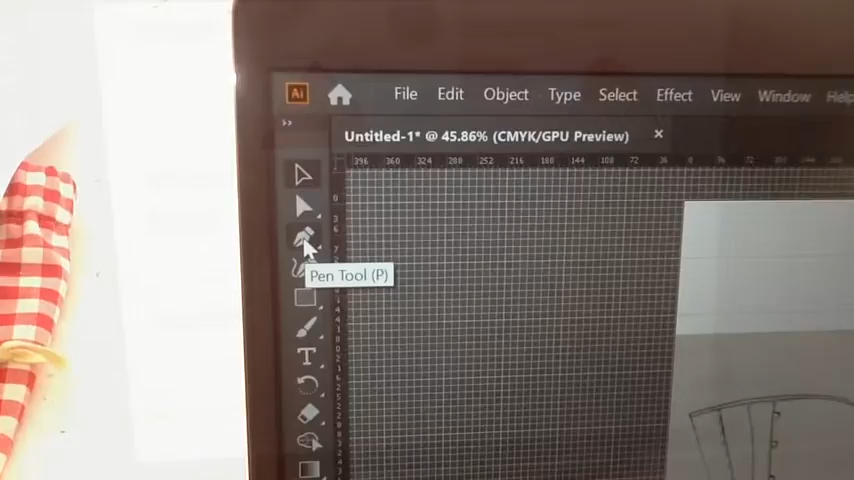 Ai File Edit Object Type Select Effect View Window Help
Untitled-1* @ 45.86% (CMYK/GPU Preview) ×
396 360 324 288 252 216 180 144 108 72 36 0
Pen Tool (P)